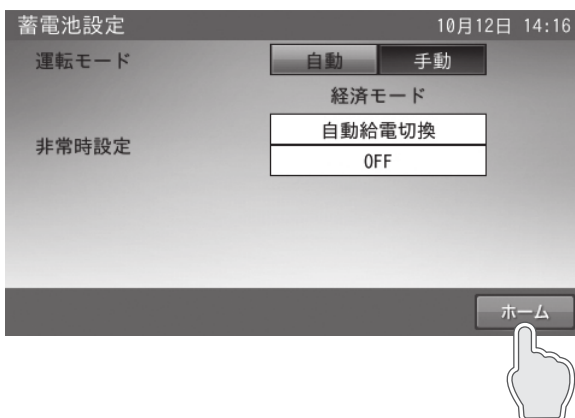 蓄電池設定 10月12日 14:16
運転モード 自動 手動
経済モード
非常時設定 自動給電切換
OFF
ホーム